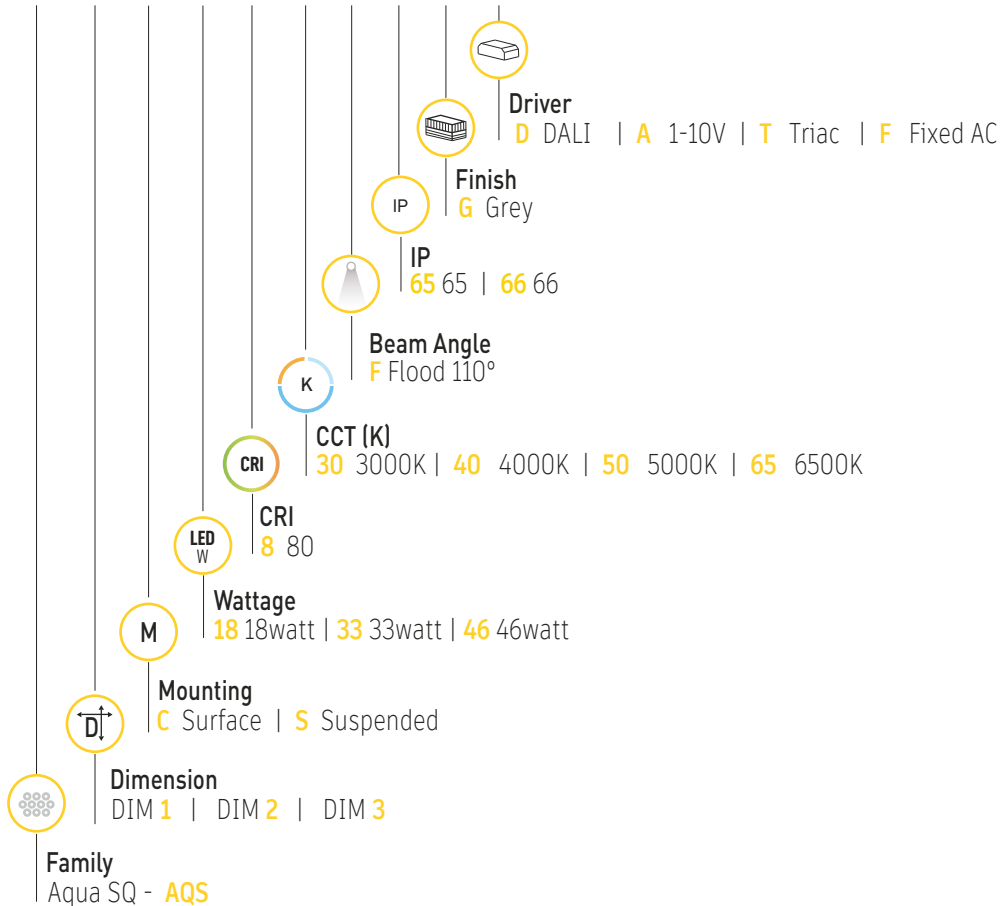 Driver
D DALI | A 1-10V | T Triac | F Fixed AC
Finish
G Grey
IP
IP
65 65 | 66 66
Beam Angle
F Flood 110°
K
CCT (K)
30 3000K | 40 4000K | 50 5000K | 65 6500K
CRI
CRI
8 80
LED
W
Wattage
18 18watt | 33 33watt | 46 46watt
M
Mounting
C Surface | S Suspended
D
Dimension
DIM 1 | DIM 2 | DIM 3
Family
Aqua SQ - AQS